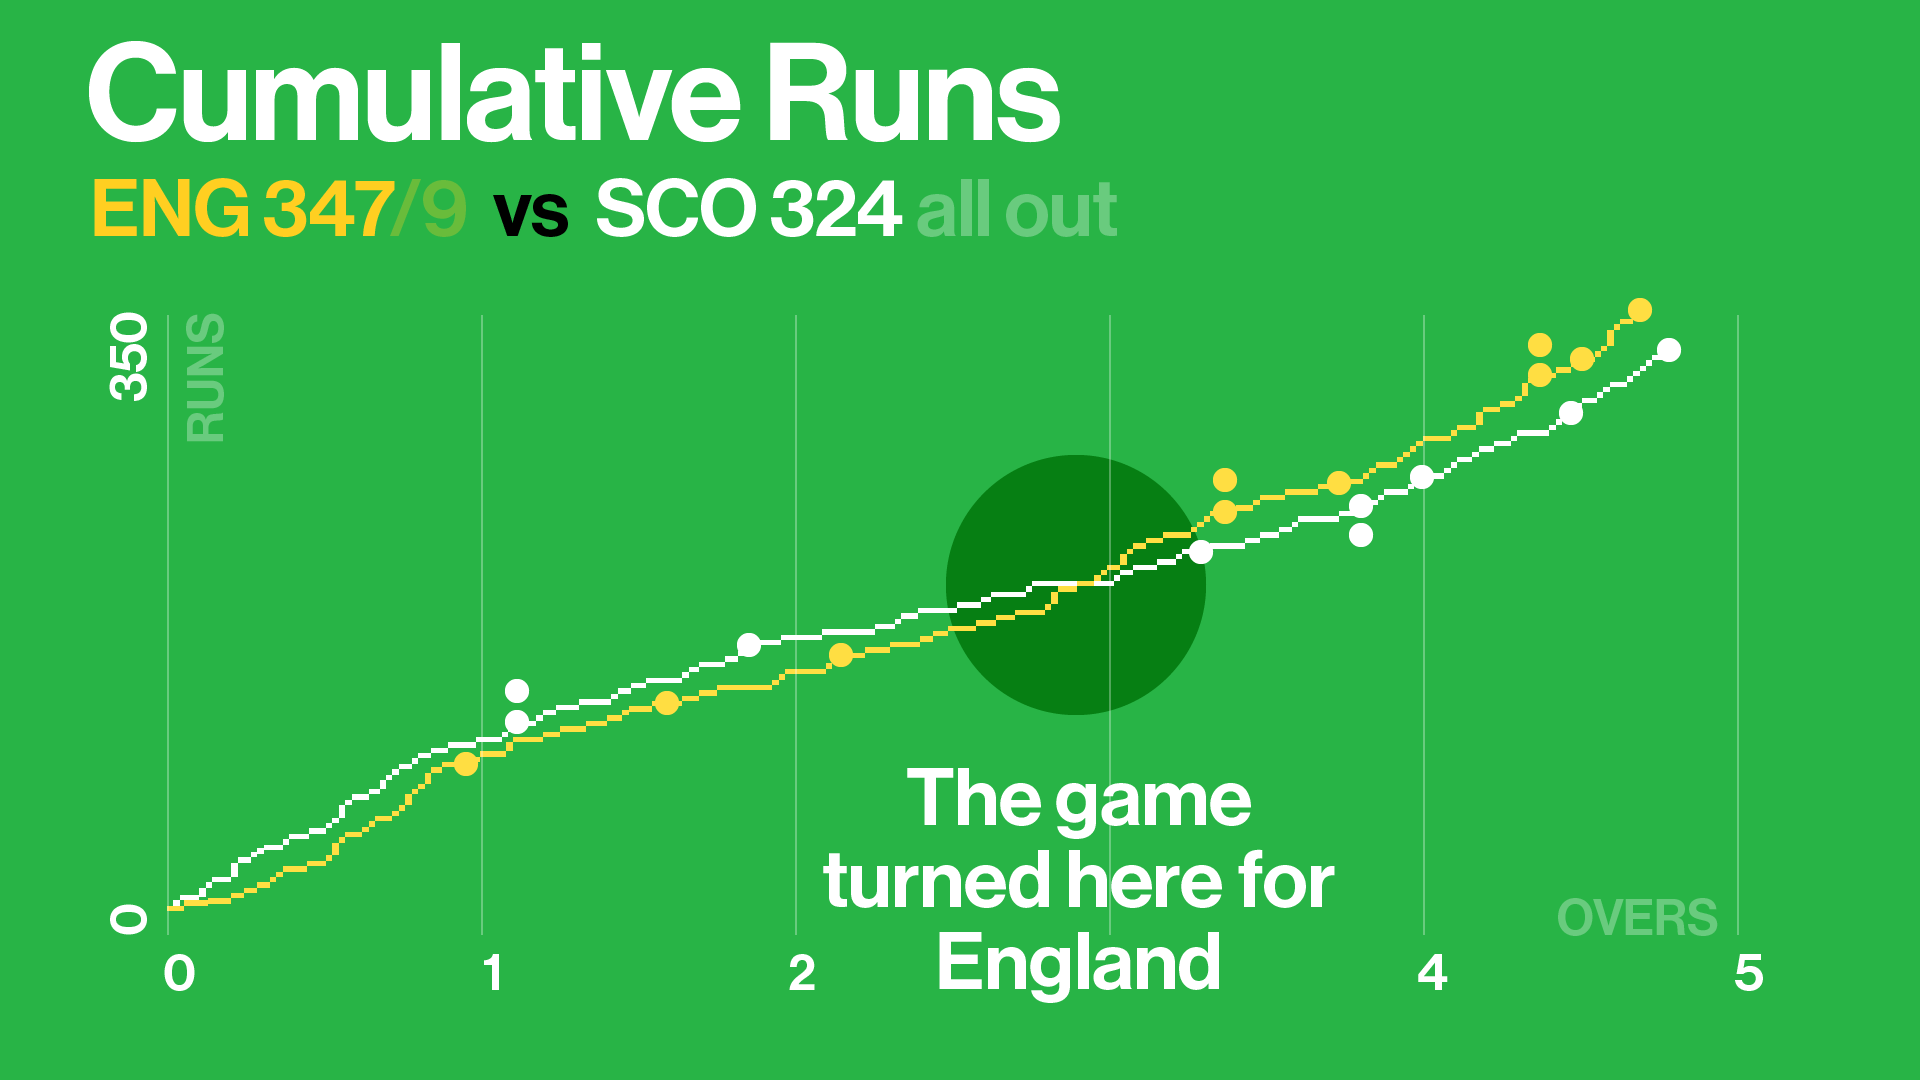 Cumulative Runs
ENG 347/9 vs SCO 324 all out
350
RUNS
0
The game
turned here for
England
OVERS
0 1 2 4 5